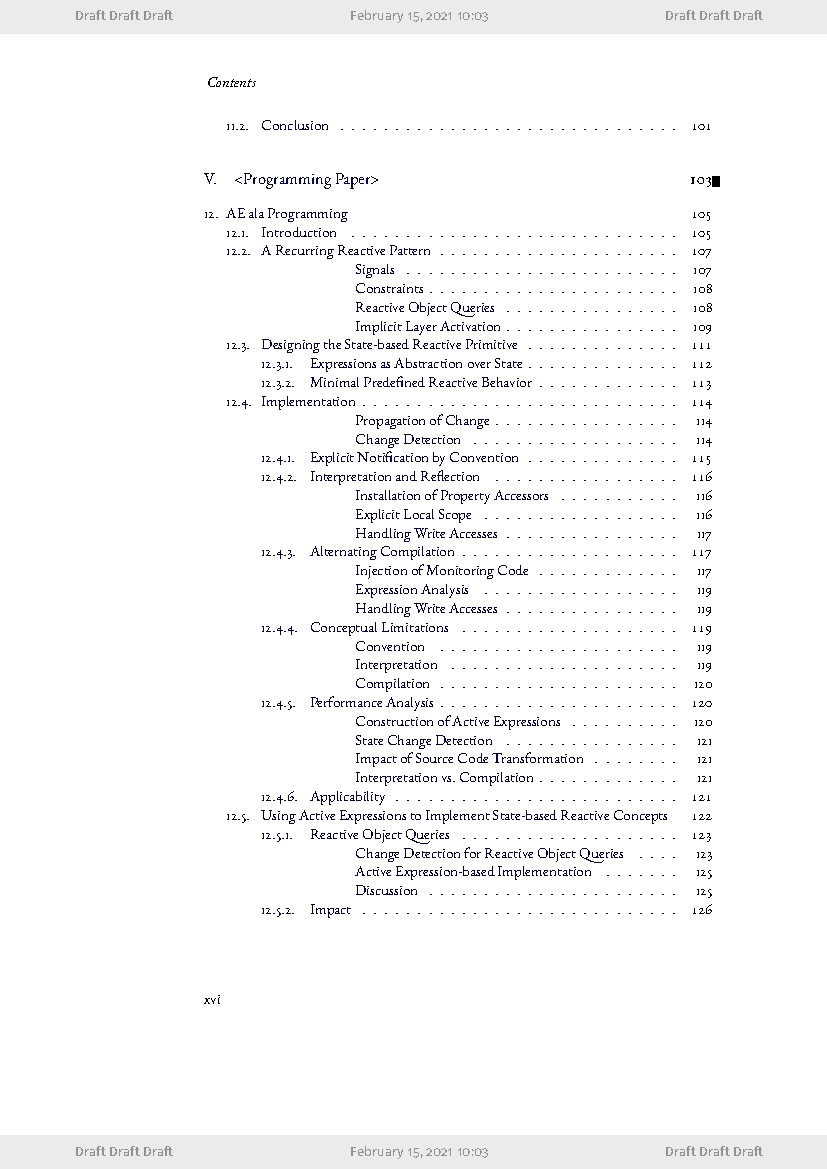 Draft Draft Draft February 15, 2021 10:03 Draft Draft Draft
Contents
11.2. Conclusion . . . . . . . . . . . . . . . . . . . . . . . . . . . . . . . 101
V. <Programming Paper> 103
12. AE ala Programming 105
12.1. Introduction . . . . . . . . . . . . . . . . . . . . . . . . . . . . . . 105
12.2. A Recurring Reactive Pattern . . . . . . . . . . . . . . . . . . . . . . 107
Signals . . . . . . . . . . . . . . . . . . . . . . . . . 107
Constraints . . . . . . . . . . . . . . . . . . . . . . . 108
Reactive Object Queries . . . . . . . . . . . . . . . . 108
Implicit Layer Activation . . . . . . . . . . . . . . . . 109
12.3. Designing the State-based Reactive Primitive . . . . . . . . . . . . . . 111
12.3.1. Expressions as Abstraction over State . . . . . . . . . . . . . . 112
12.3.2. Minimal Predefined Reactive Behavior . . . . . . . . . . . . . 113
12.4. Implementation . . . . . . . . . . . . . . . . . . . . . . . . . . . . . 114
Propagation of Change . . . . . . . . . . . . . . . . . 114
Change Detection . . . . . . . . . . . . . . . . . . . 114
12.4.1. Explicit Notification by Convention . . . . . . . . . . . . . . 115
12.4.2. Interpretation and Reflection . . . . . . . . . . . . . . . . . 116
Installation of Property Accessors . . . . . . . . . . . 116
Explicit Local Scope . . . . . . . . . . . . . . . . . . 116
Handling Write Accesses . . . . . . . . . . . . . . . . 117
12.4.3. Alternating Compilation . . . . . . . . . . . . . . . . . . . . 117
Injection of Monitoring Code . . . . . . . . . . . . . 117
Expression Analysis . . . . . . . . . . . . . . . . . . 119
Handling Write Accesses . . . . . . . . . . . . . . . . 119
12.4.4. Conceptual Limitations . . . . . . . . . . . . . . . . . . . . 119
Convention . . . . . . . . . . . . . . . . . . . . . . 119
Interpretation . . . . . . . . . . . . . . . . . . . . . 119
Compilation . . . . . . . . . . . . . . . . . . . . . . 120
12.4.5. Performance Analysis . . . . . . . . . . . . . . . . . . . . . . 120
Construction of Active Expressions . . . . . . . . . . 120
State Change Detection . . . . . . . . . . . . . . . . 121
Impact of Source Code Transformation . . . . . . . . 121
Interpretation vs. Compilation . . . . . . . . . . . . . 121
12.4.6. Applicability . . . . . . . . . . . . . . . . . . . . . . . . . . 121
12.5. Using Active Expressions to Implement State-based Reactive Concepts 122
12.5.1. Reactive Object Queries . . . . . . . . . . . . . . . . . . . . 123
Change Detection for Reactive Object Queries . . . . 123
Active Expression-based Implementation . . . . . . . 125
Discussion . . . . . . . . . . . . . . . . . . . . . . . 125
12.5.2. Impact . . . . . . . . . . . . . . . . . . . . . . . . . . . . . 126
xvi
Draft Draft Draft February 15, 2021 10:03 Draft Draft Draft